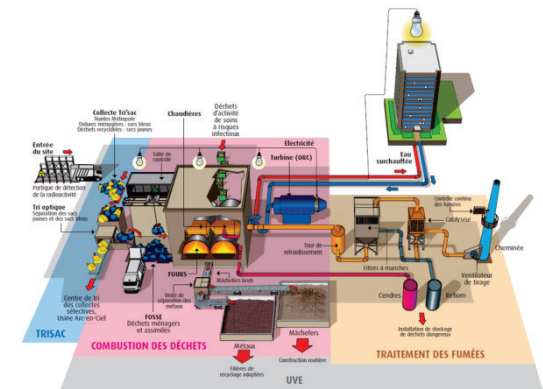 Collecte Tri'sac
Nantes Métropole
Ordures ménagères : sacs bleus
Déchets recyclables : sacs jaunes
Chaudières
Déchets
d'activité
de soins
à risques
infectieux
Entrée
du site
Salle de
contrôle
Electricité
Turbine (ORC)
Eau
surchauffée
Portique de détection
de la radioactivité
Tri optique
Séparation des sacs
jaunes et des sacs bleus
Contrôle continu
des fumées
Catalyseur
Tour de
refroidissement
Filtres à manches
Cheminée
Ventilateur
de tirage
FOURS
Mâchefers bruts
Unité de
séparation des
métaux
Centre de tri
des collectes
sélectives,
Usine Arc-en-Ciel
FOSSE
Déchets ménagers
et assimilés
Cendres
Refiom
Installation de stockage
de déchets dangereux
Métaux
Mâchefers
Filières de
recyclage adaptées
Construction routière
TRISAC
COMBUSTION DES DÉCHETS
TRAITEMENT DES FUMÉES
UVE